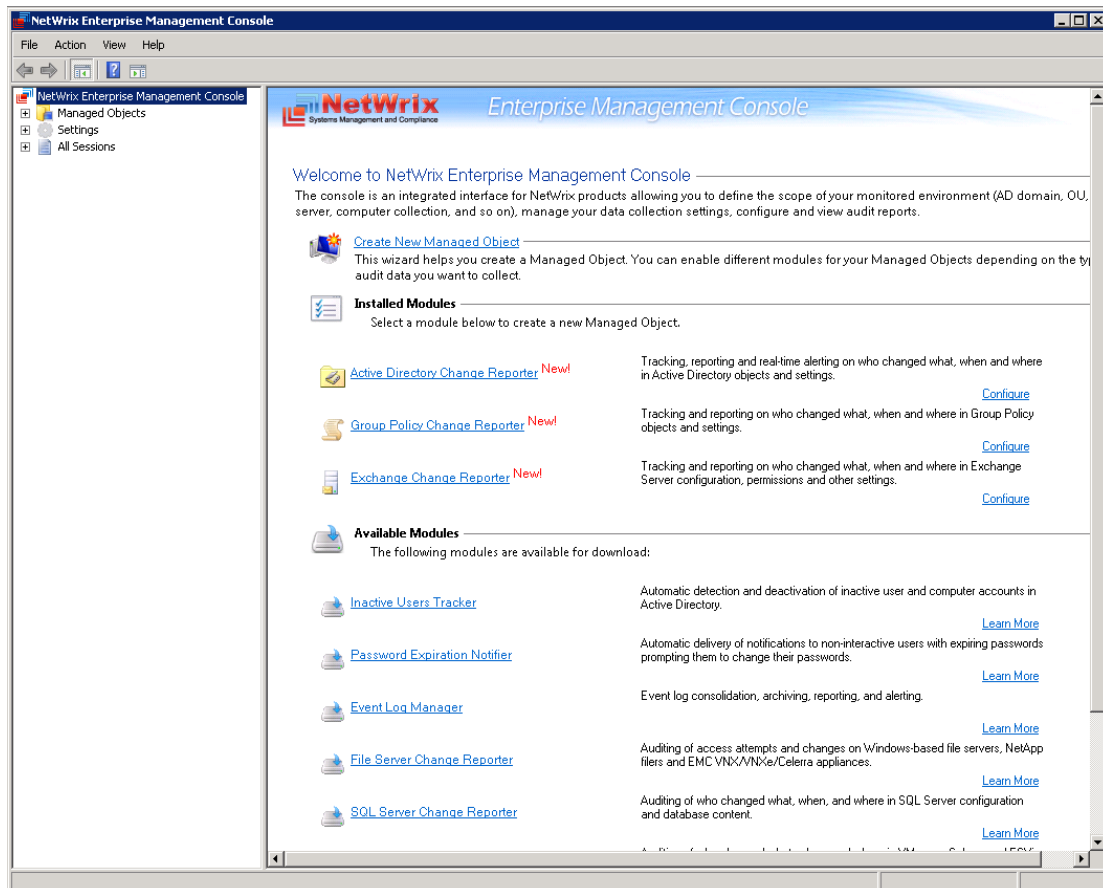 NetWrix Enterprise Management Console
File Action View Help
NetWrix Enterprise Management Console
Managed Objects
Settings
All Sessions
NetWrix
Systems Management and Compliance
Enterprise Management Console
Welcome to NetWrix Enterprise Management Console
The console is an integrated interface for NetWrix products allowing you to define the scope of your monitored environment (AD domain, OU,
server, computer collection, and so on), manage your data collection settings, configure and view audit reports.
Create New Managed Object
This wizard helps you create a Managed Object. You can enable different modules for your Managed Objects depending on the
audit data you want to collect.
Installed Modules
Select a module below to create a new Managed Object.
Active Directory Change Reporter New!
Tracking, reporting and real-time alerting on who changed what, when and where
in Active Directory objects and settings.
Configure
Group Policy Change Reporter New!
Tracking and reporting on who changed what, when and where in Group Policy
objects and settings.
Configure
Exchange Change Reporter New!
Tracking and reporting on who changed what, when and where in Exchange
Server configuration, permissions and other settings.
Configure
Available Modules
The following modules are available for download:
Inactive Users Tracker
Automatic detection and deactivation of inactive user and computer accounts in
Active Directory.
Learn More
Password Expiration Notifier
Automatic delivery of notifications to non-interactive users with expiring passwords
prompting them to change their passwords.
Learn More
Event Log Manager
Event log consolidation, archiving, reporting, and alerting.
Learn More
File Server Change Reporter
Auditing of access attempts and changes on Windows-based file servers, NetApp
filers and EMC VNX/VNXe/Celerra appliances.
Learn More
SQL Server Change Reporter
Auditing of who changed what, when, and where in SQL Server configuration
and database content.
Learn More